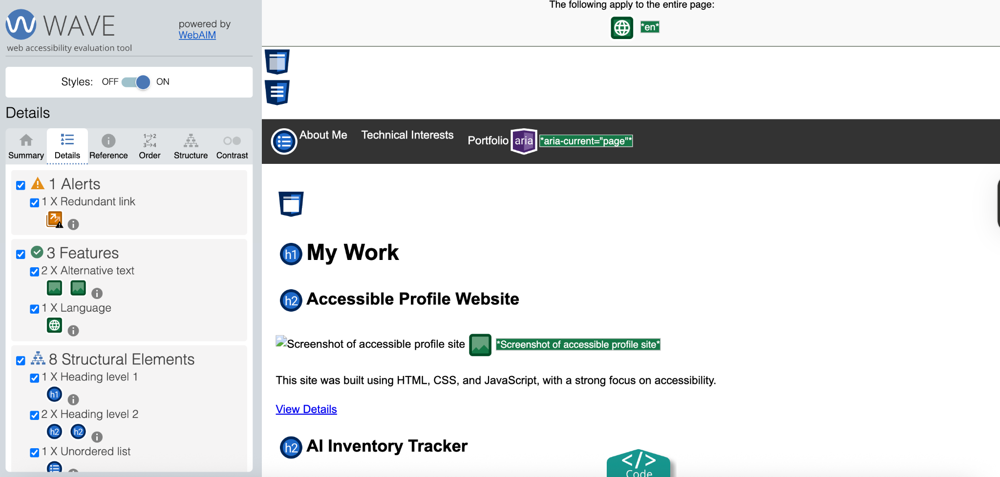 WAVE
powered by
WebAIM
web accessibility evaluation tool
Styles: OFF ON
Details
Summary Details Reference Order Structure Contrast
1 Alerts
1 X Redundant link
3 Features
2 X Alternative text
1 X Language
8 Structural Elements
1 X Heading level 1
h1
2 X Heading level 2
h2 h2
1 X Unordered list
The following apply to the entire page:
*en*
About Me Technical Interests Portfolio aria *aria-current="page"*
h1 My Work
h2 Accessible Profile Website
Screenshot of accessible profile site *Screenshot of accessible profile site*
This site was built using HTML, CSS, and JavaScript, with a strong focus on accessibility.
View Details
h2 AI Inventory Tracker
</>
Code